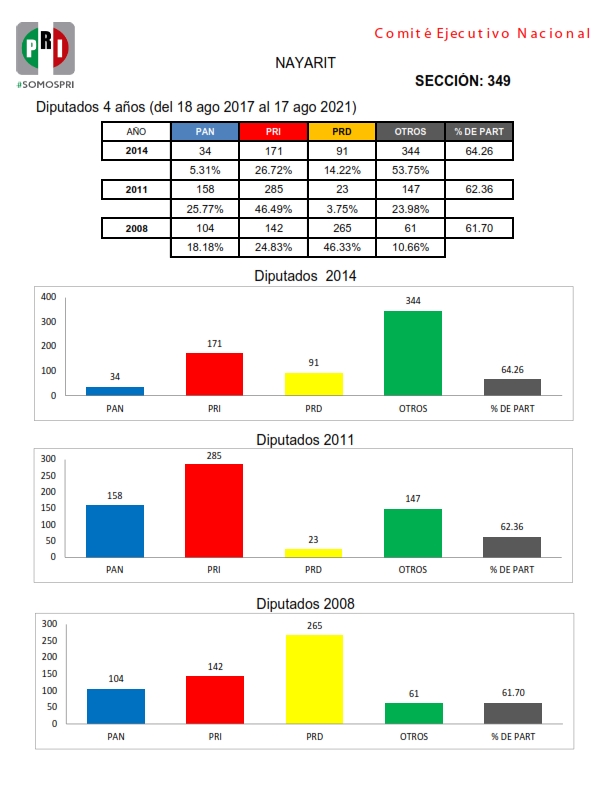 Comité Ejecutivo Nacional
PRI
#SOMOSPRI
NAYARIT
SECCIÓN: 349
Diputados 4 años (del 18 ago 2017 al 17 ago 2021)
AÑO PAN PRI PRD OTROS % DE PART
2014 34 171 91 344 64.26
5.31% 26.72% 14.22% 53.75%
2011 158 285 23 147 62.36
25.77% 46.49% 3.75% 23.98%
2008 104 142 265 61 61.70
18.18% 24.83% 46.33% 10.66%
Diputados 2014
400
300
200
100
0
34 171 91 344 64.26
PAN PRI PRD OTROS % DE PART
Diputados 2011
300
250
200
150
100
50
0
158 285 23 147 62.36
PAN PRI PRD OTROS % DE PART
Diputados 2008
300
250
200
150
100
50
0
104 142 265 61 61.70
PAN PRI PRD OTROS % DE PART